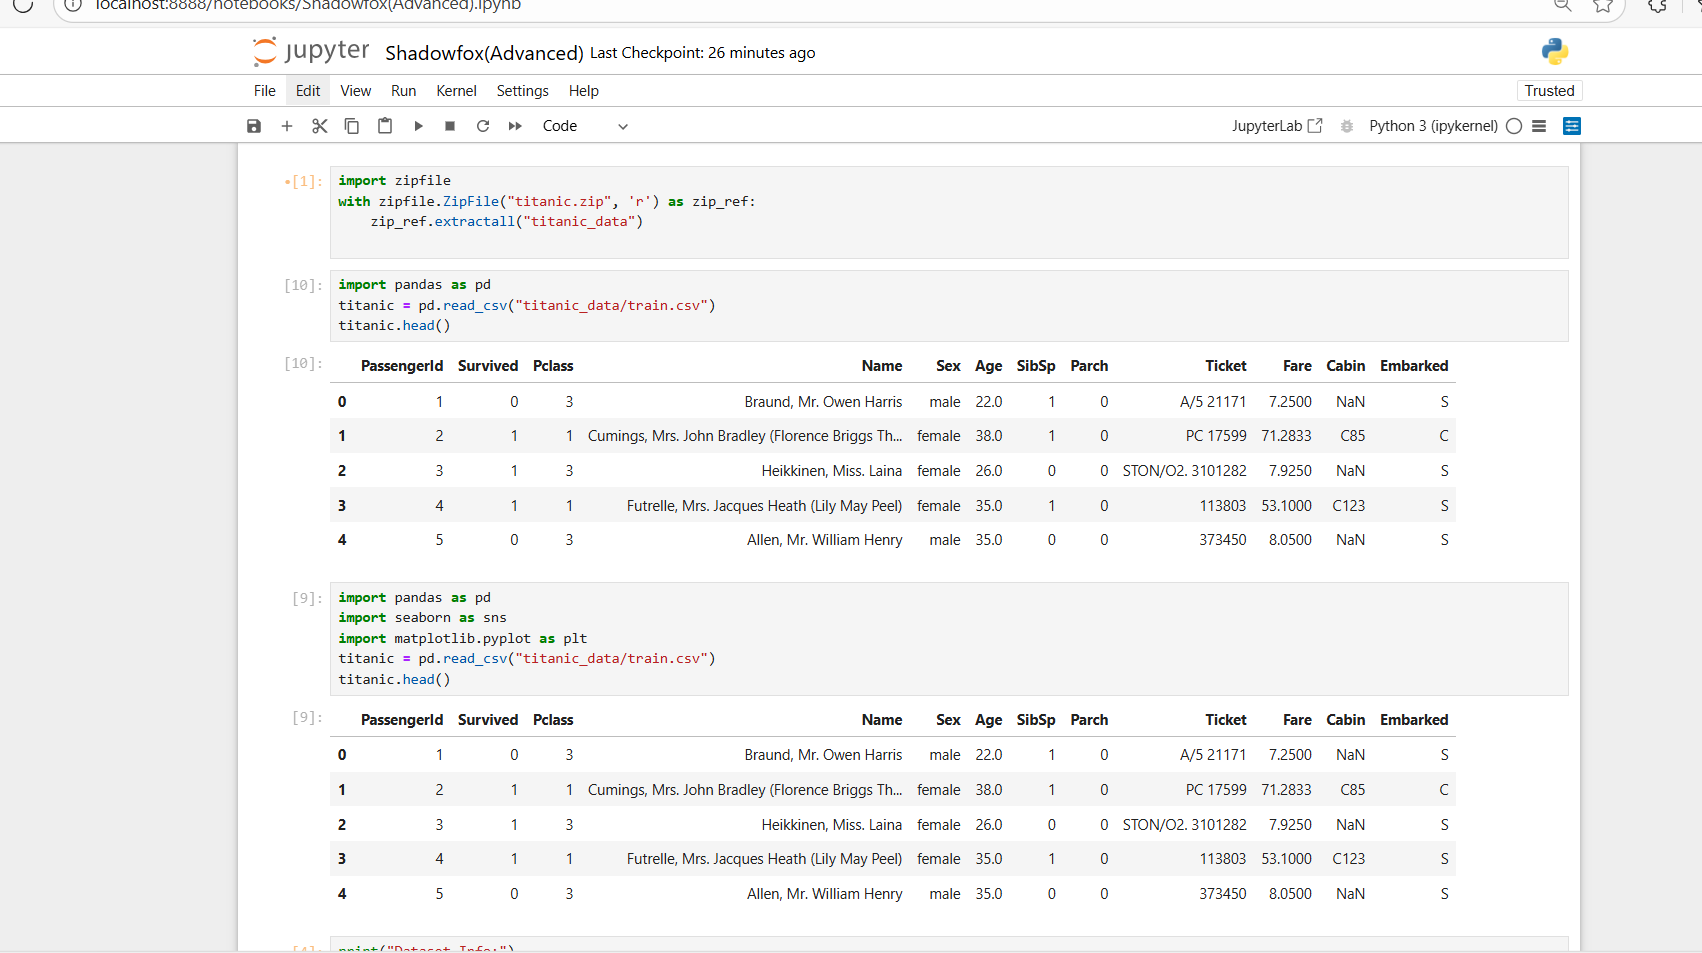 localhost:8888/notebooks/Shadowfox(Advanced).ipynb
jupyter Shadowfox(Advanced) Last Checkpoint: 26 minutes ago
File Edit View Run Kernel Settings Help Trusted
Code JupyterLab Python 3 (ipykernel)
•[1]: import zipfile
with zipfile.ZipFile("titanic.zip", 'r') as zip_ref:
    zip_ref.extractall("titanic_data")
[10]: import pandas as pd
titanic = pd.read_csv("titanic_data/train.csv")
titanic.head()
[10]: PassengerId Survived Pclass Name Sex Age SibSp Parch Ticket Fare Cabin Embarked
0 1 0 3 Braund, Mr. Owen Harris male 22.0 1 0 A/5 21171 7.2500 NaN S
1 2 1 1 Cumings, Mrs. John Bradley (Florence Briggs Th... female 38.0 1 0 PC 17599 71.2833 C85 C
2 3 1 3 Heikkinen, Miss. Laina female 26.0 0 0 STON/O2. 3101282 7.9250 NaN S
3 4 1 1 Futrelle, Mrs. Jacques Heath (Lily May Peel) female 35.0 1 0 113803 53.1000 C123 S
4 5 0 3 Allen, Mr. William Henry male 35.0 0 0 373450 8.0500 NaN S
[9]: import pandas as pd
import seaborn as sns
import matplotlib.pyplot as plt
titanic = pd.read_csv("titanic_data/train.csv")
titanic.head()
[9]: PassengerId Survived Pclass Name Sex Age SibSp Parch Ticket Fare Cabin Embarked
0 1 0 3 Braund, Mr. Owen Harris male 22.0 1 0 A/5 21171 7.2500 NaN S
1 2 1 1 Cumings, Mrs. John Bradley (Florence Briggs Th... female 38.0 1 0 PC 17599 71.2833 C85 C
2 3 1 3 Heikkinen, Miss. Laina female 26.0 0 0 STON/O2. 3101282 7.9250 NaN S
3 4 1 1 Futrelle, Mrs. Jacques Heath (Lily May Peel) female 35.0 1 0 113803 53.1000 C123 S
4 5 0 3 Allen, Mr. William Henry male 35.0 0 0 373450 8.0500 NaN S
[4]: print("Dataset Info:")